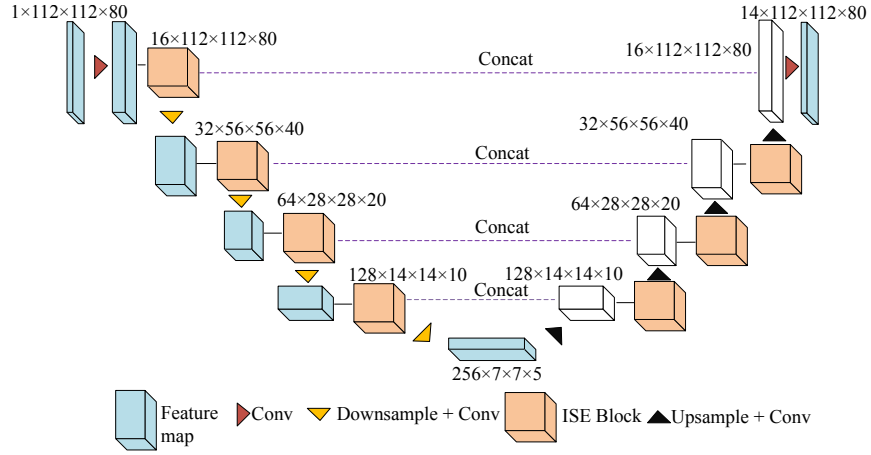 1×112×112×80
14×112×112×80
16×112×112×80
Concat
16×112×112×80
32×56×56×40
Concat
32×56×56×40
64×28×28×20
Concat
64×28×28×20
128×14×14×10
Concat
128×14×14×10
256×7×7×5
Feature
map
Conv
Downsample + Conv
ISE Block
Upsample + Conv